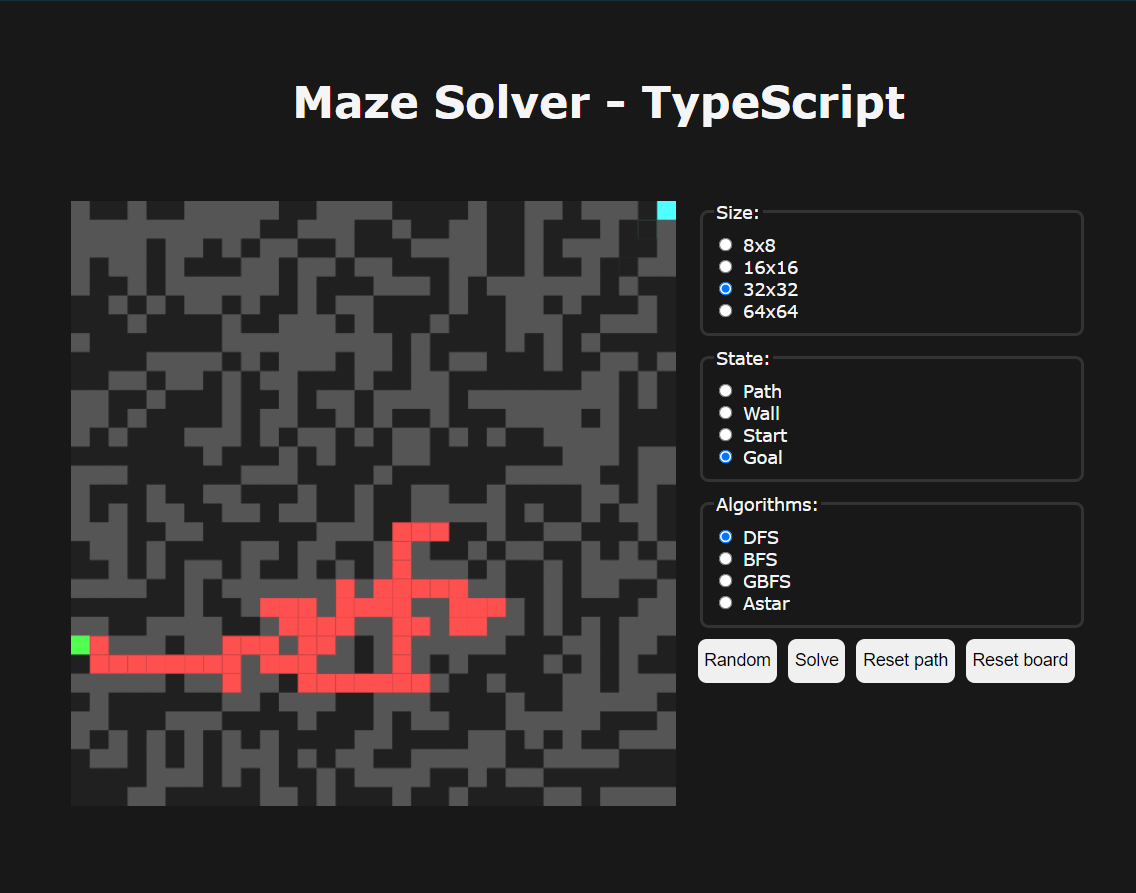 Maze Solver - TypeScript
Size:
8x8
16x16
32x32
64x64
State:
Path
Wall
Start
Goal
Algorithms:
DFS
BFS
GBFS
Astar
Random Solve Reset path Reset board